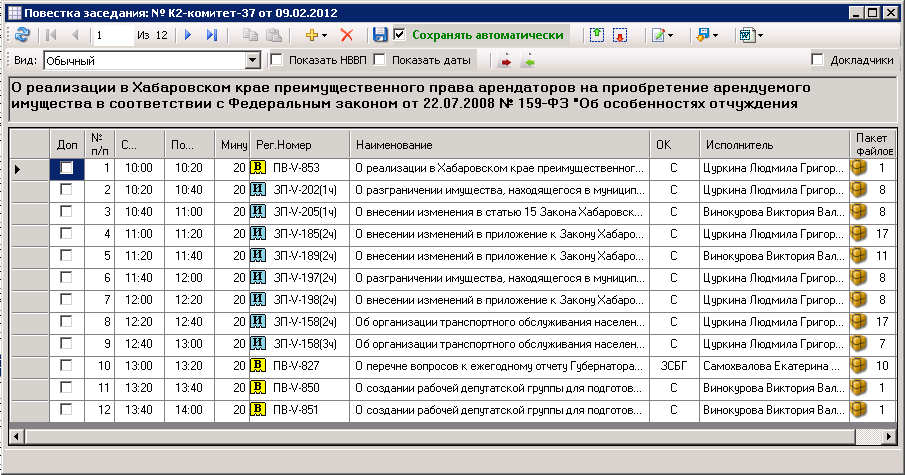 Повестка заседания: № К2-комитет-37 от 09.02.2012
1 Из 12 Сохранять автоматически
Вид: Обычный Показать НВВП Показать даты Докладчики
О реализации в Хабаровском крае преимущественного права арендаторов на приобретение арендуемого
имущества в соответствии с Федеральным законом от 22.07.2008 № 159-ФЗ "Об особенностях отчуждения
Доп № п/п С... По... Мину Рег.Номер Наименование ОК Исполнитель Пакет файлов
1 10:00 10:20 20 В ПВ-V-853 О реализации в Хабаровском крае преимущественног... С Цуркина Людмила Григор... 1
2 10:20 10:40 20 И ЗП-V-202(1ч) О разграничении имущества, находящегося в муницип... С Цуркина Людмила Григор... 8
3 10:40 11:00 20 И ЗП-V-205(1ч) О внесении изменения в статью 15 Закона Хабаровск... С Винокурова Виктория Вал... 8
4 11:00 11:20 20 И ЗП-V-185(2ч) О внесении изменений в приложение к Закону Хабаро... С Цуркина Людмила Григор... 17
5 11:20 11:40 20 И ЗП-V-189(2ч) О внесении изменений в приложение к Закону Хабаро... С Винокурова Виктория Вал... 11
6 11:40 12:00 20 И ЗП-V-197(2ч) О разграничении имущества, находящегося в муницип... С Цуркина Людмила Григор... 8
7 12:00 12:20 20 И ЗП-V-198(2ч) О внесении изменений в приложение к Закону Хабаро... С Цуркина Людмила Григор... 8
8 12:20 12:40 20 И ЗП-V-158(2ч) Об организации транспортного обслуживания населен... С Цуркина Людмила Григор... 17
9 12:40 13:00 20 И ЗП-V-158(3ч) Об организации транспортного обслуживания населен... С Цуркина Людмила Григор... 7
10 13:00 13:20 20 В ПВ-V-827 О перечне вопросов к ежегодному отчету Губернатора... ЗСБГ Самохвалова Екатерина ... 10
11 13:20 13:40 20 В ПВ-V-850 О создании рабочей депутатской группы для подготов... С Винокурова Виктория Вал... 1
12 13:40 14:00 20 В ПВ-V-851 О создании рабочей депутатской группы для подготов... С Винокурова Виктория Вал... 1